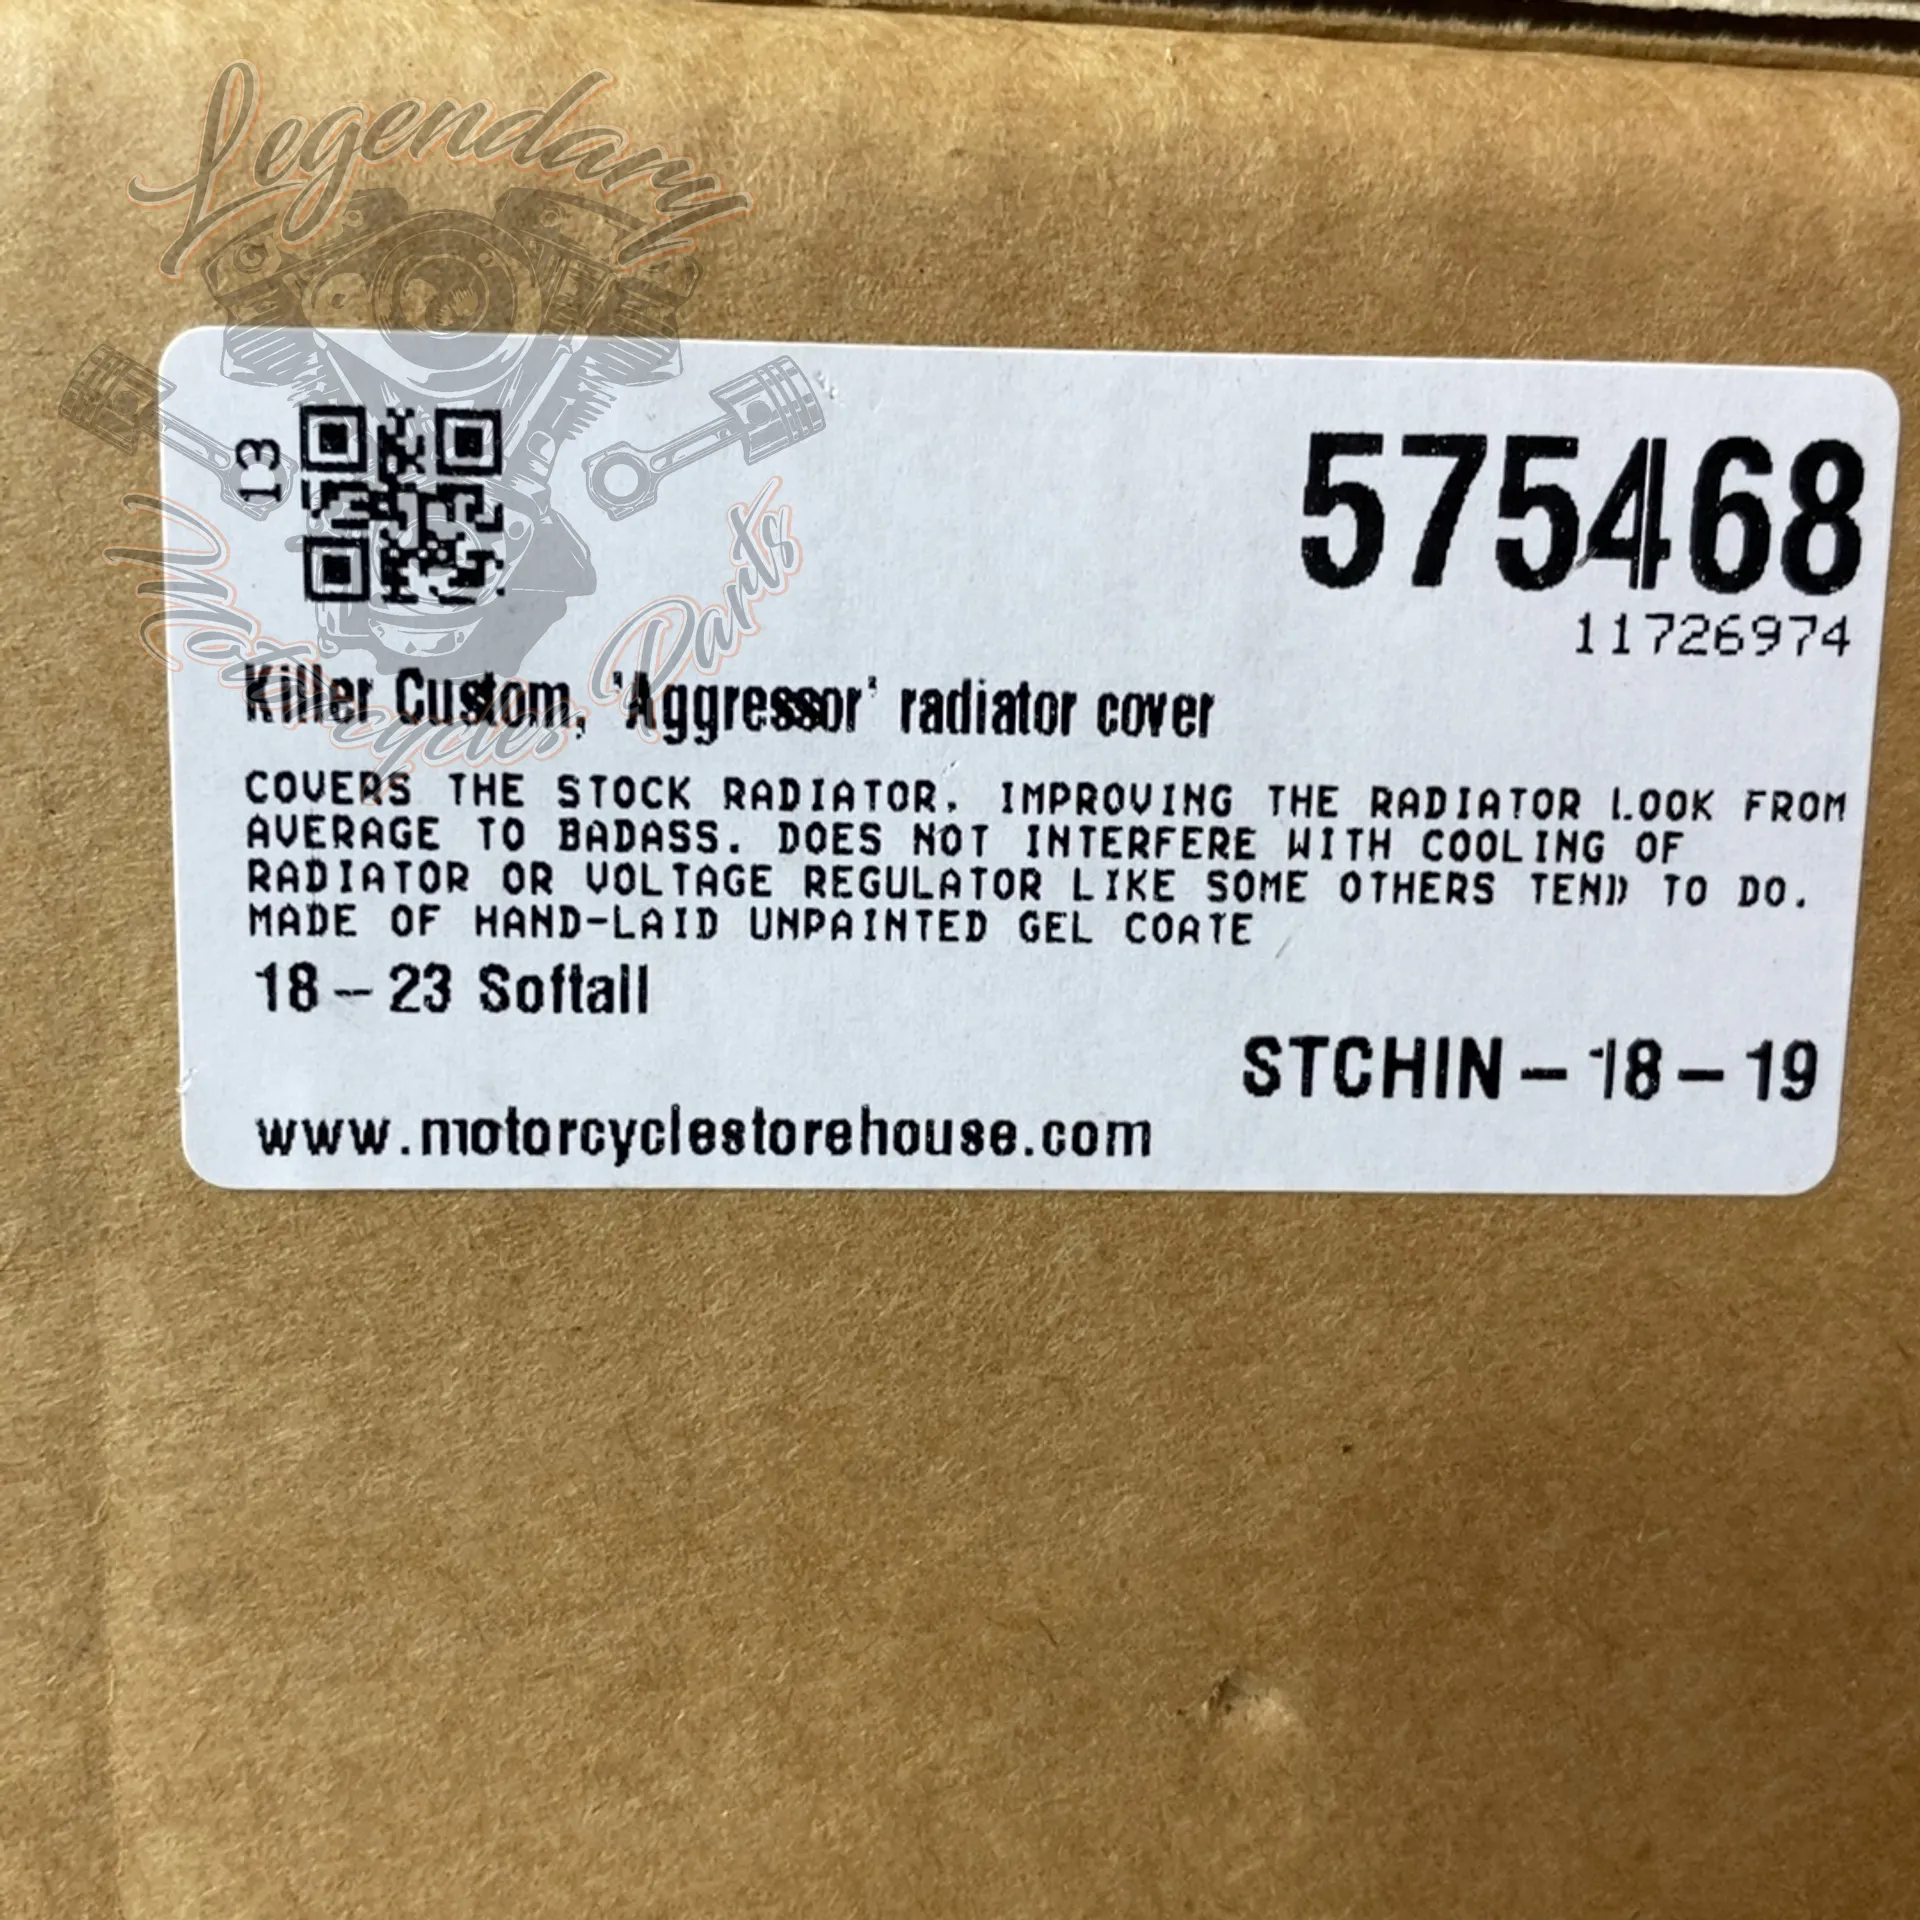 Legendary
Motorcycles Parts
13
575468
11726974
Killer Custom, 'Aggressor' radiator cover
COVERS THE STOCK RADIATOR. IMPROVING THE RADIATOR LOOK FROM
AVERAGE TO BADASS. DOES NOT INTERFERE WITH COOLING OF
RADIATOR OR VOLTAGE REGULATOR LIKE SOME OTHERS TEND TO DO.
MADE OF HAND-LAID UNPAINTED GEL COATE
18-23 Softail
STCHIN-18-19
www.motorcyclestorehouse.com